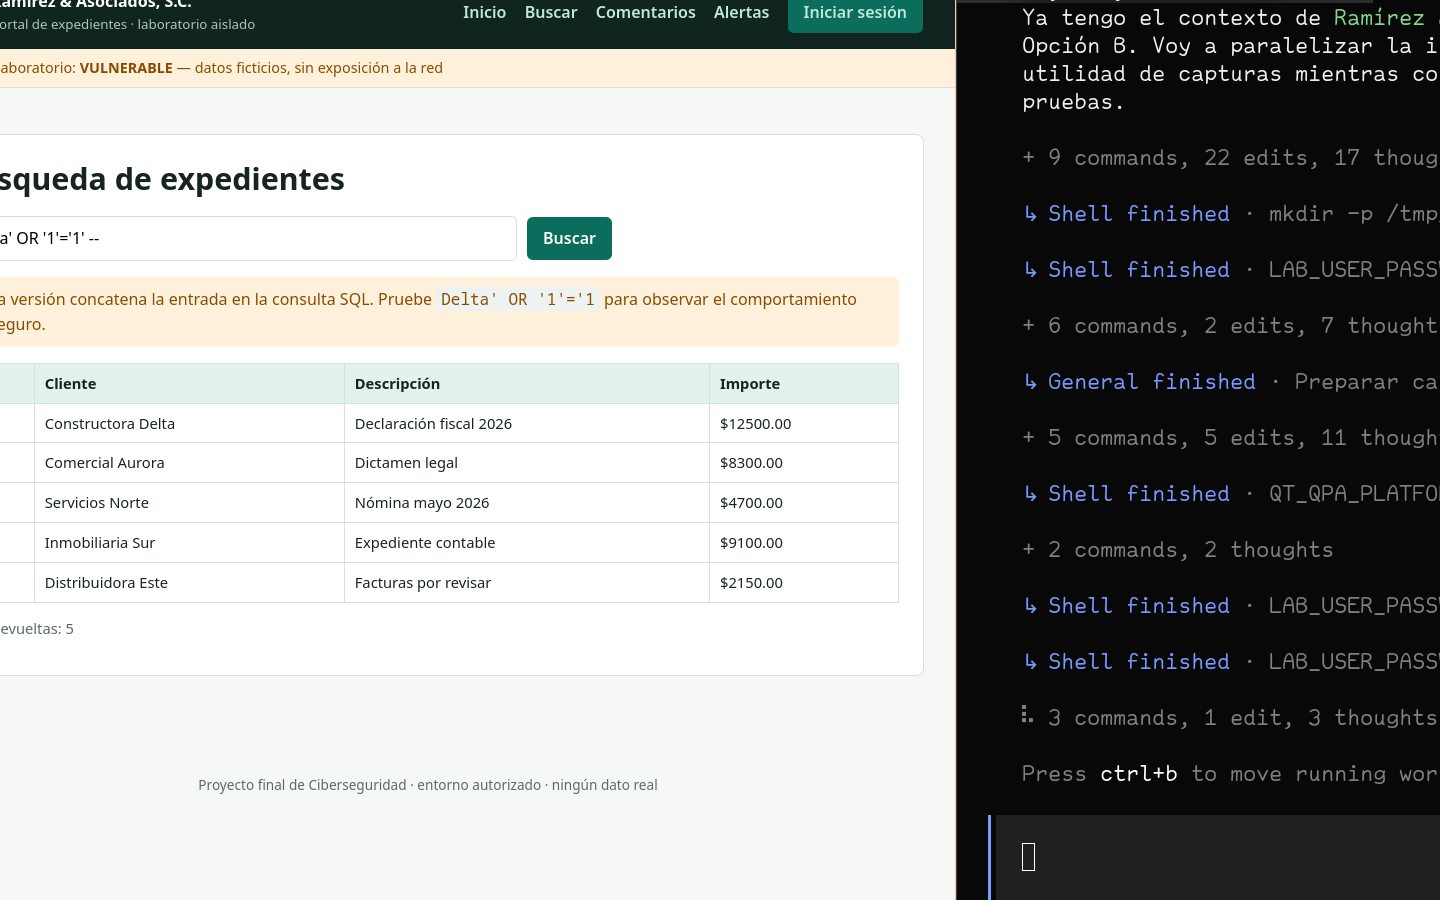 Ramírez & Asociados, S.C.
ortal de expedientes · laboratorio aislado
Inicio Buscar Comentarios Alertas Iniciar sesión
aboratorio: VULNERABLE — datos ficticios, sin exposición a la red
squeda de expedientes
a' OR '1'='1' --
Buscar
a versión concatena la entrada en la consulta SQL. Pruebe Delta' OR '1'='1 para observar el comportamiento
eguro.
Cliente Descripción Importe
Constructora Delta Declaración fiscal 2026 $12500.00
Comercial Aurora Dictamen legal $8300.00
Servicios Norte Nómina mayo 2026 $4700.00
Inmobiliaria Sur Expediente contable $9100.00
Distribuidora Este Facturas por revisar $2150.00
evueltas: 5
Proyecto final de Ciberseguridad · entorno autorizado · ningún dato real
Ya tengo el contexto de Ramírez
Opción B. Voy a paralelizar la i
utilidad de capturas mientras co
pruebas.
+ 9 commands, 22 edits, 17 thoug
↳ Shell finished · mkdir -p /tmp
↳ Shell finished · LAB_USER_PASS
+ 6 commands, 2 edits, 7 thought
↳ General finished · Preparar ca
+ 5 commands, 5 edits, 11 though
↳ Shell finished · QT_QPA_PLATFO
+ 2 commands, 2 thoughts
↳ Shell finished · LAB_USER_PASS
↳ Shell finished · LAB_USER_PASS
3 commands, 1 edit, 3 thoughts
Press ctrl+b to move running wor